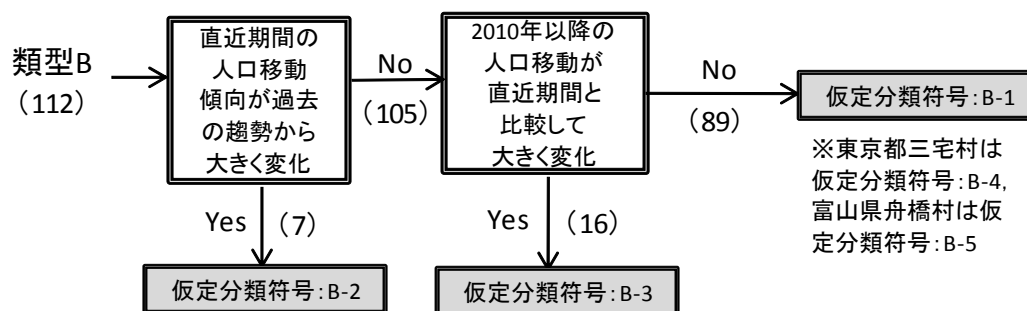 類型B
（112）
直近期間の
人口移動
傾向が過去
の趨勢から
大きく変化
No
（105）
2010年以降の
人口移動が
直近期間と
比較して
大きく変化
No
（89）
仮定分類符号：B-1
※東京都三宅村は
仮定分類符号：B-4,
富山県舟橋村は仮
定分類符号：B-5
Yes （7）
Yes （16）
仮定分類符号：B-2
仮定分類符号：B-3